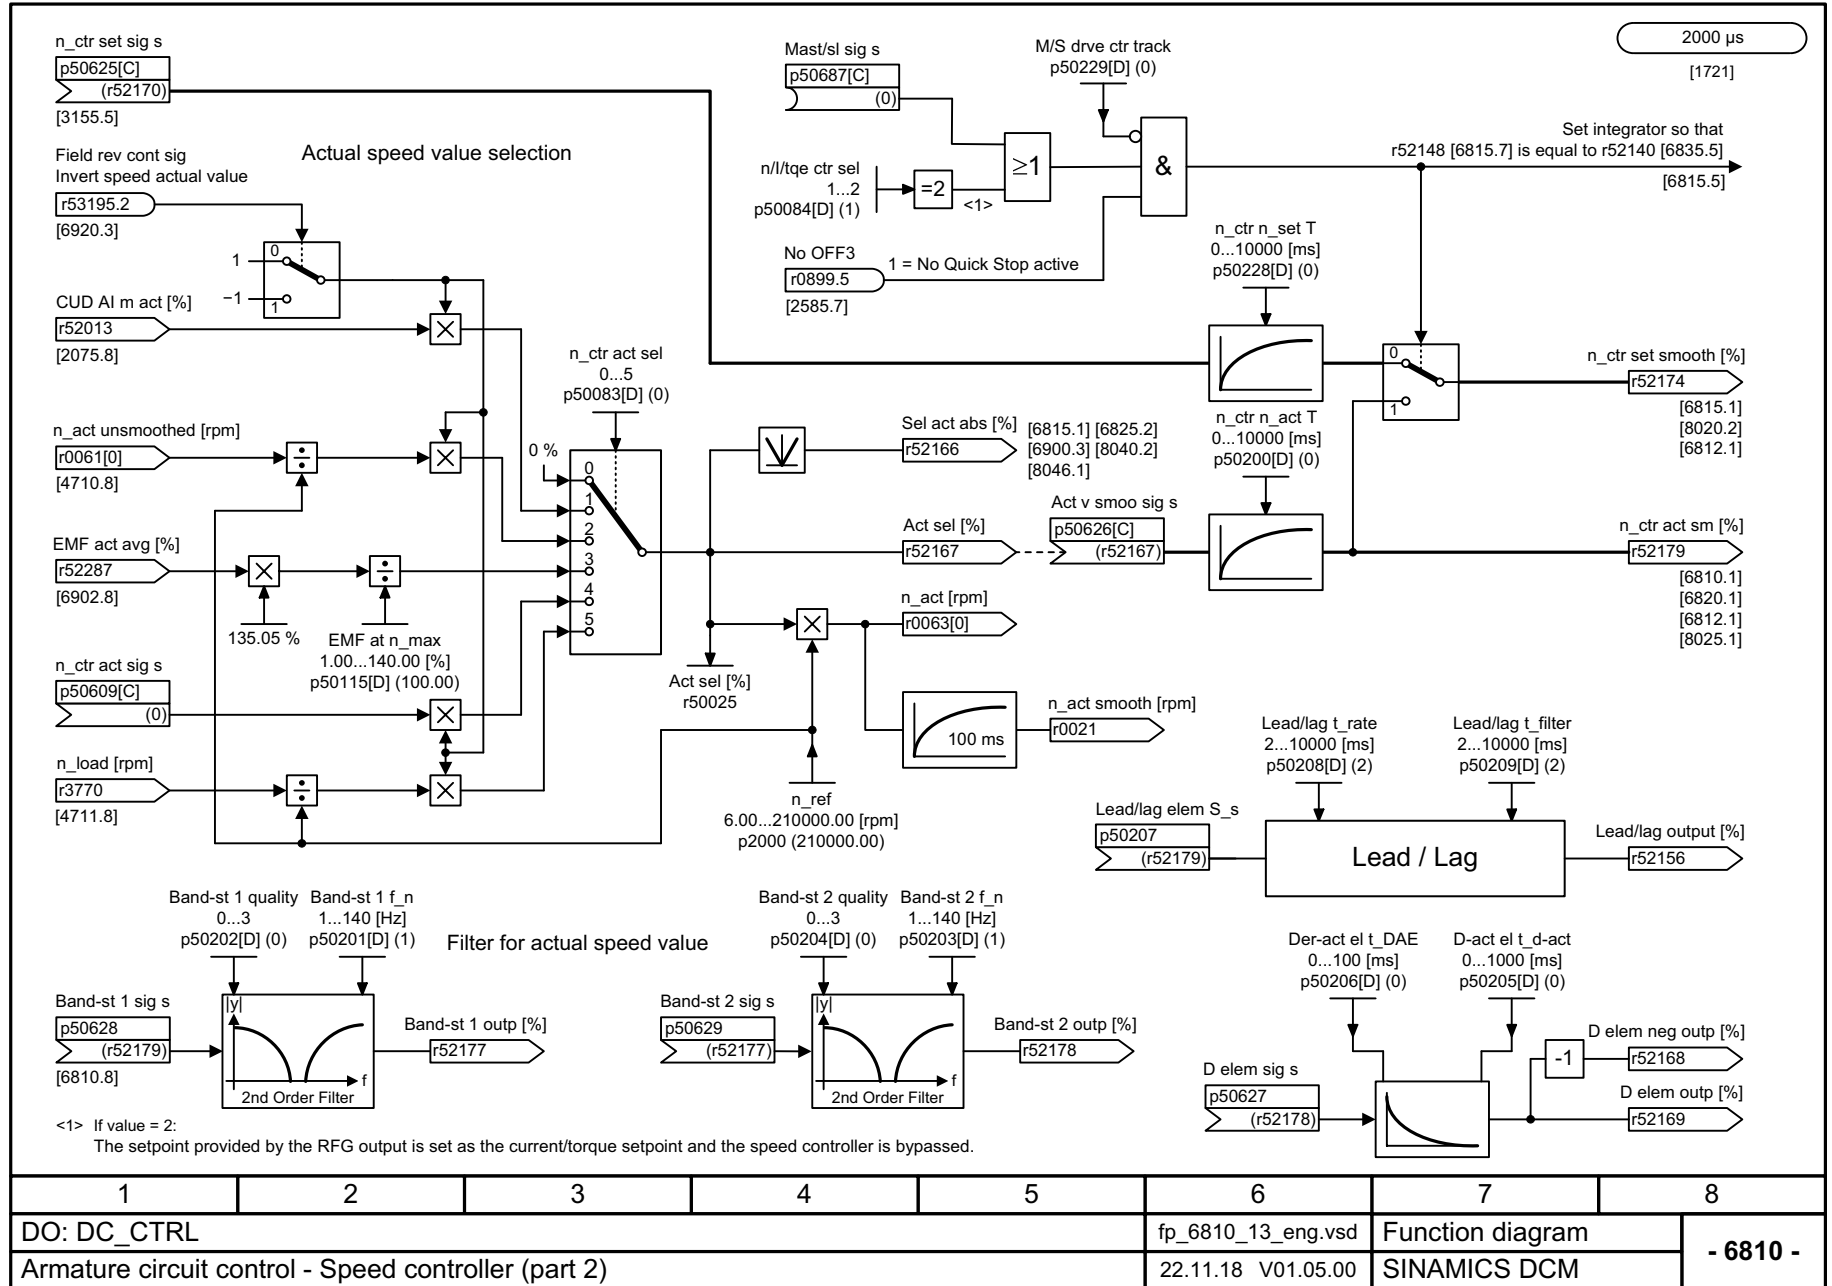 n_ctr set sig s
p50625[C]
(r52170)
[3155.5]
Field rev cont sig
Invert speed actual value
r53195.2
[6920.3]
Actual speed value selection
1
−1
0
1
CUD AI m act [%]
r52013
[2075.8]
n_act unsmoothed [rpm]
r0061[0]
[4710.8]
÷
×
EMF act avg [%]
r52287
[6902.8]
×
÷
135.05 %
EMF at n_max
1.00...140.00 [%]
p50115[D] (100.00)
n_ctr act sig s
p50609[C]
(0)
n_load [rpm]
r3770
[4711.8]
n_ctr act sel
0...5
p50083[D] (0)
0 %
0
1
2
3
4
5
Mast/sl sig s
p50687[C]
(0)
M/S drve ctr track
p50229[D] (0)
n/I/tqe ctr sel
1...2
p50084[D] (1)
=2
<1>
≥1
&
No OFF3
r0899.5
1 = No Quick Stop active
[2585.7]
2000 µs
[1721]
Set integrator so that
r52148 [6815.7] is equal to r52140 [6835.5]
[6815.5]
n_ctr n_set T
0...10000 [ms]
p50228[D] (0)
0
1
n_ctr set smooth [%]
r52174
[6815.1]
[8020.2]
[6812.1]
n_ctr n_act T
0...10000 [ms]
p50200[D] (0)
Sel act abs [%]
r52166
[6815.1] [6825.2]
[6900.3] [8040.2]
[8046.1]
Act sel [%]
r52167
Act v smoo sig s
p50626[C]
(r52167)
n_ctr act sm [%]
r52179
[6810.1]
[6820.1]
[6812.1]
[8025.1]
n_act [rpm]
r0063[0]
Act sel [%]
r50025
100 ms
n_act smooth [rpm]
r0021
n_ref
6.00...210000.00 [rpm]
p2000 (210000.00)
Lead/lag t_rate
2...10000 [ms]
p50208[D] (2)
Lead/lag t_filter
2...10000 [ms]
p50209[D] (2)
Lead/lag elem S_s
p50207
(r52179)
Lead / Lag
Lead/lag output [%]
r52156
Band-st 1 quality
0...3
p50202[D] (0)
Band-st 1 f_n
1...140 [Hz]
p50201[D] (1)
Filter for actual speed value
Band-st 1 sig s
p50628
(r52179)
[6810.8]
|y|
f
2nd Order Filter
Band-st 1 outp [%]
r52177
Band-st 2 quality
0...3
p50204[D] (0)
Band-st 2 f_n
1...140 [Hz]
p50203[D] (1)
Band-st 2 sig s
p50629
(r52177)
|y|
f
2nd Order Filter
Band-st 2 outp [%]
r52178
Der-act el t_DAE
0...100 [ms]
p50206[D] (0)
D-act el t_d-act
0...1000 [ms]
p50205[D] (0)
D elem sig s
p50627
(r52178)
-1
D elem neg outp [%]
r52168
D elem outp [%]
r52169
<1> If value = 2:
The setpoint provided by the RFG output is set as the current/torque setpoint and the speed controller is bypassed.
1 2 3 4 5 6 7 8
DO: DC_CTRL
fp_6810_13_eng.vsd
Function diagram
- 6810 -
Armature circuit control - Speed controller (part 2)
22.11.18 V01.05.00
SINAMICS DCM